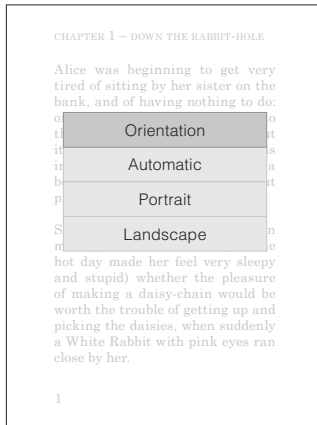 CHAPTER 1 – DOWN THE RABBIT-HOLE
Alice was beginning to get very
tired of sitting by her sister on the
bank, and of having nothing to do:
Orientation
Automatic
Portrait
Landscape
hot day made her feel very sleepy
and stupid) whether the pleasure
of making a daisy-chain would be
worth the trouble of getting up and
picking the daisies, when suddenly
a White Rabbit with pink eyes ran
close by her.
1